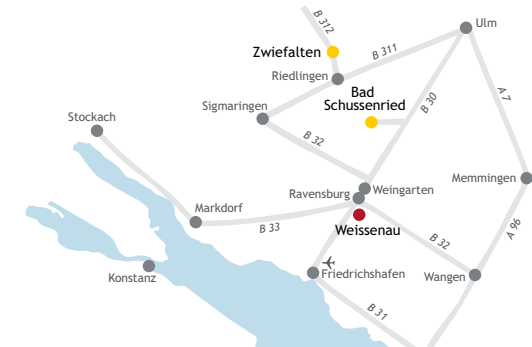 B 312
Ulm
Zwiefalten
B 311
Riedlingen
A 7
Bad
Schussenried
B 30
Sigmaringen
Stockach
B 32
Memmingen
Weingarten
Ravensburg
Markdorf
A 96
B 33
Weissenau
B 32
Friedrichshafen
Konstanz
Wangen
B 31